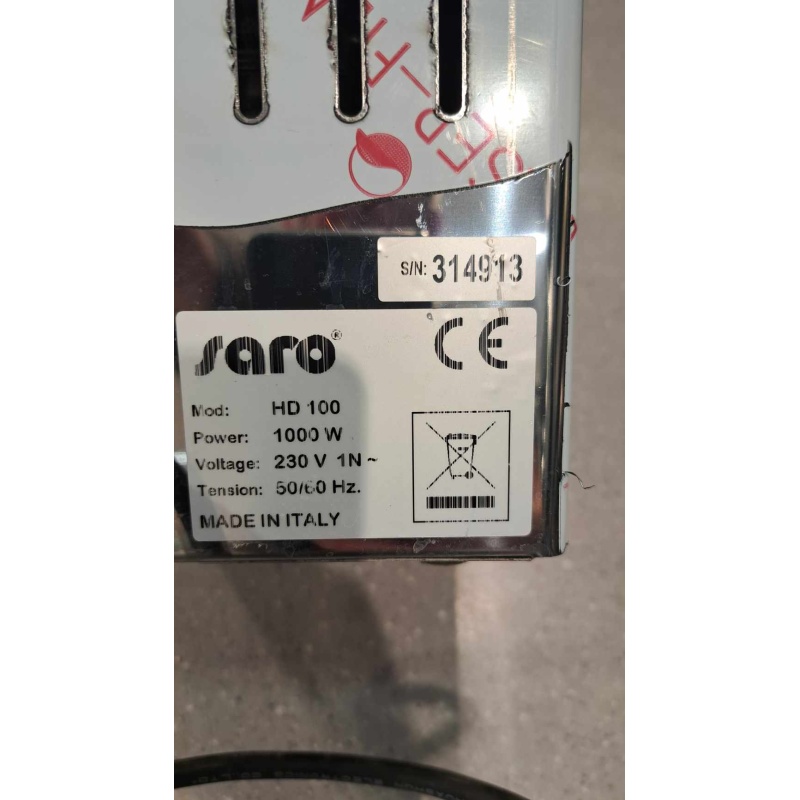 S/N: 314913
saro®
CE
Mod: HD 100
Power: 1000 W
Voltage: 230 V 1N ~
Tension: 50/60 Hz.
MADE IN ITALY